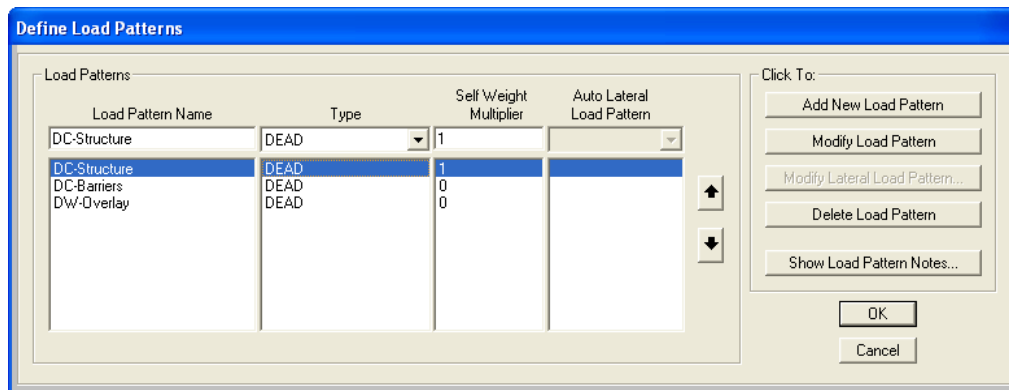 Define Load Patterns
Load Patterns
Load Pattern Name Type Self Weight Multiplier Auto Lateral Load Pattern
DC-Structure DEAD 1
DC-Structure DEAD 1
DC-Barriers DEAD 0
DW-Overlay DEAD 0
Click To:
Add New Load Pattern
Modify Load Pattern
Modify Lateral Load Pattern...
Delete Load Pattern
Show Load Pattern Notes...
OK
Cancel